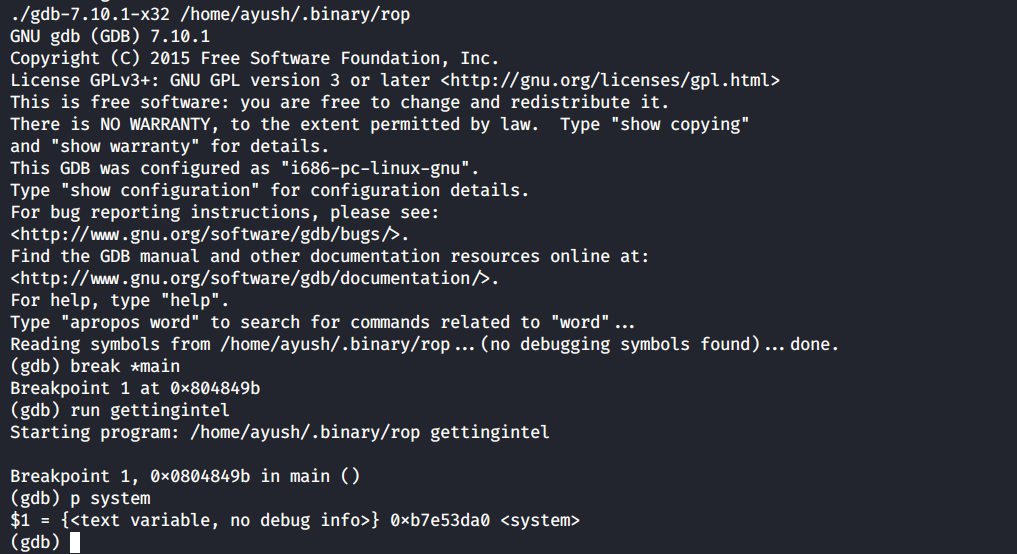 ./gdb-7.10.1-x32 /home/ayush/.binary/rop
GNU gdb (GDB) 7.10.1
Copyright (C) 2015 Free Software Foundation, Inc.
License GPLv3+: GNU GPL version 3 or later <http://gnu.org/licenses/gpl.html>
This is free software: you are free to change and redistribute it.
There is NO WARRANTY, to the extent permitted by law.  Type "show copying"
and "show warranty" for details.
This GDB was configured as "i686-pc-linux-gnu".
Type "show configuration" for configuration details.
For bug reporting instructions, please see:
<http://www.gnu.org/software/gdb/bugs/>.
Find the GDB manual and other documentation resources online at:
<http://www.gnu.org/software/gdb/documentation/>.
For help, type "help".
Type "apropos word" to search for commands related to "word"...
Reading symbols from /home/ayush/.binary/rop...(no debugging symbols found)...done.
(gdb) break *main
Breakpoint 1 at 0x804849b
(gdb) run gettingintel
Starting program: /home/ayush/.binary/rop gettingintel

Breakpoint 1, 0x0804849b in main ()
(gdb) p system
$1 = {<text variable, no debug info>} 0xb7e53da0 <system>
(gdb)